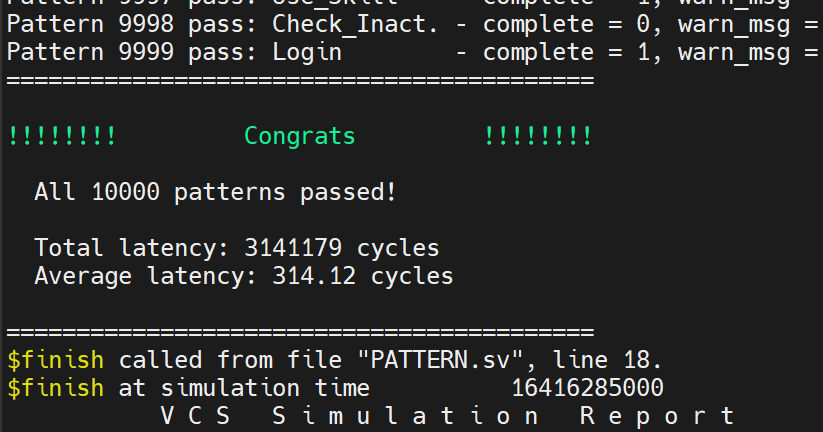 Pattern 9997 pass: Use_Skill - complete = 1, warn_msg =
Pattern 9998 pass: Check_Inact. - complete = 0, warn_msg =
Pattern 9999 pass: Login - complete = 1, warn_msg =
==========================================
!!!!!!!! Congrats !!!!!!!!
All 10000 patterns passed!
Total latency: 3141179 cycles
Average latency: 314.12 cycles
==========================================
$finish called from file "PATTERN.sv", line 18.
$finish at simulation time 16416285000
V C S S i m u l a t i o n R e p o r t